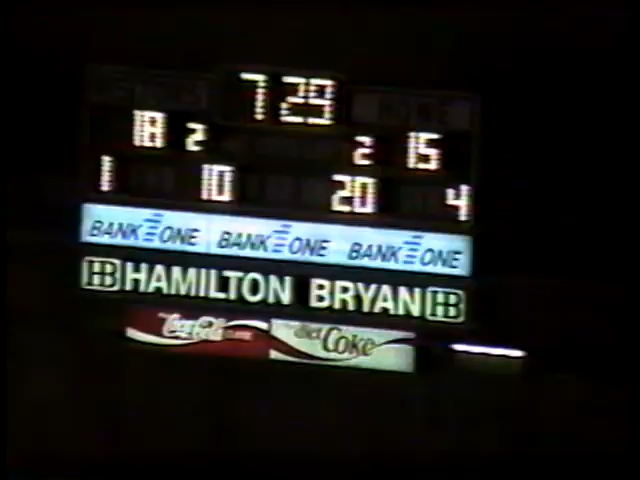 7 29
18 2 2 15
1 10 20 4
BANK ONE BANK ONE BANK ONE
HB HAMILTON BRYAN HB
Coca-Cola diet Coke